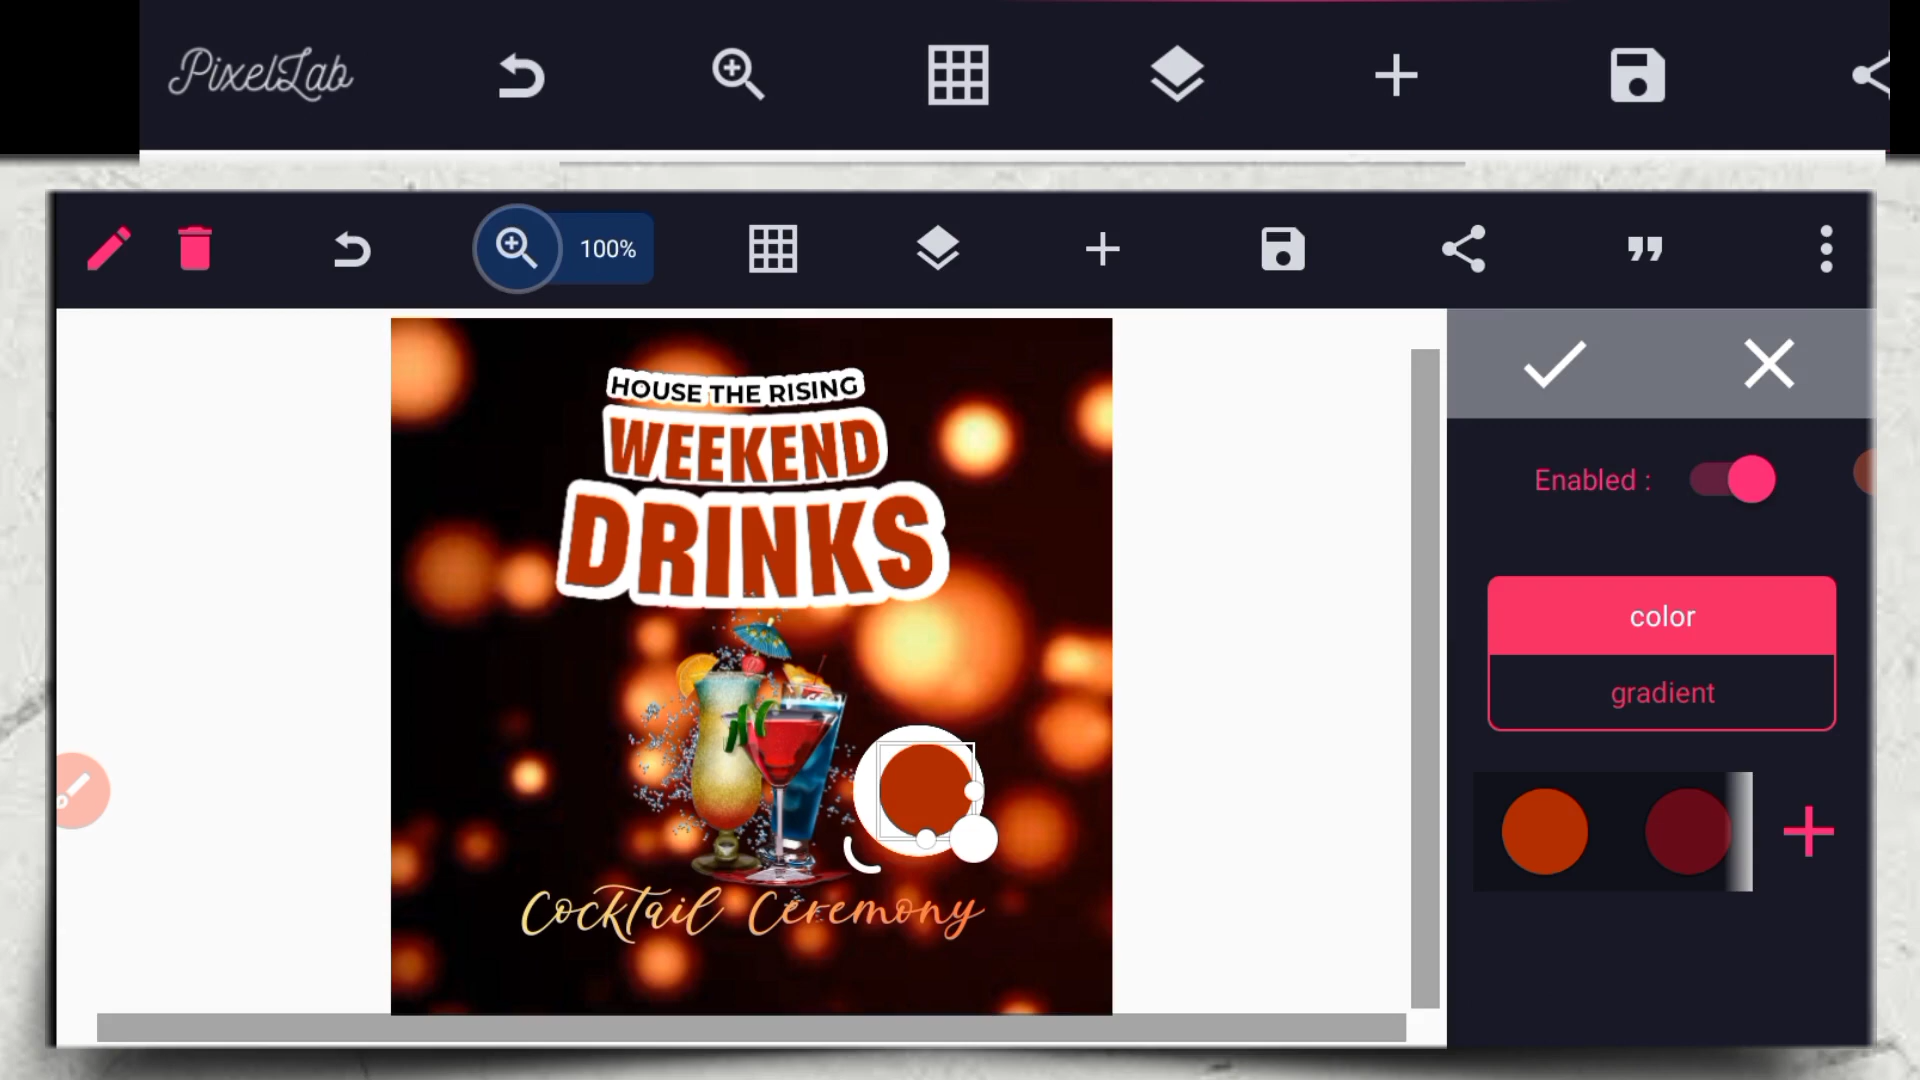 PixelLab
100%
HOUSE THE RISING
WEEKEND
DRINKS
Enabled :
color
gradient
Cocktail Ceremony